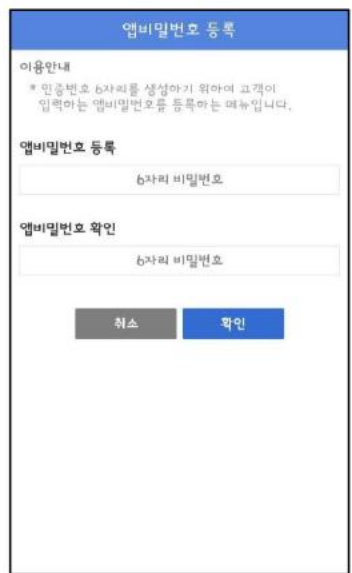 앱비밀번호 등록
이용안내
* 인증번호 6자리를 생성하기 위하여 고객이
입력하는 앱비밀번호를 등록하는 메뉴입니다.
앱비밀번호 등록
6자리 비밀번호
앱비밀번호 확인
6자리 비밀번호
취소 확인